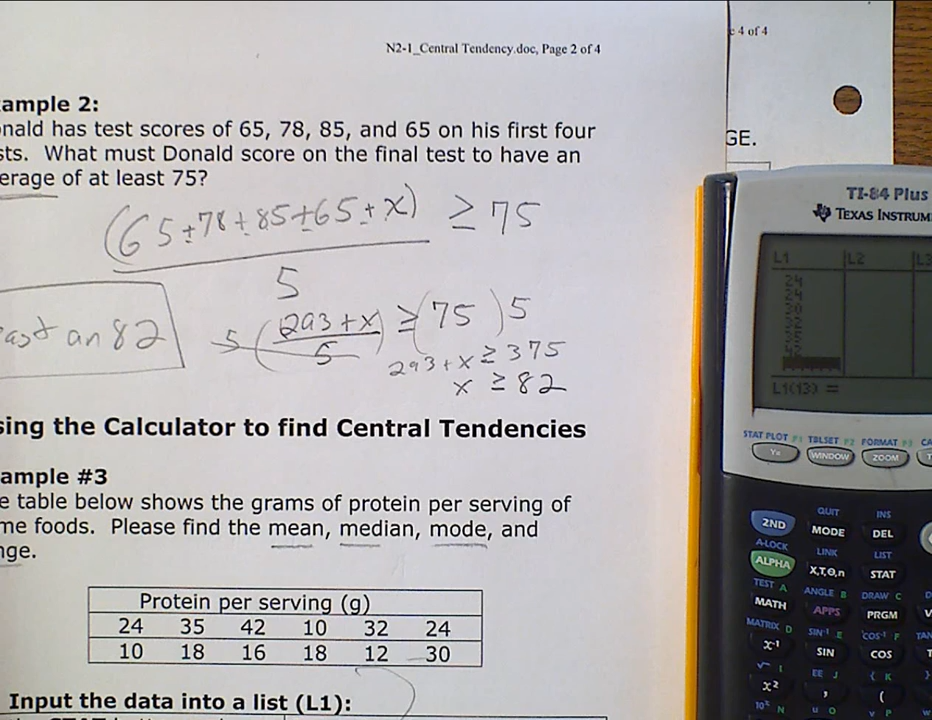 N2-1_Central Tendency.doc, Page 2 of 4
4 of 4
ample 2:
nald has test scores of 65, 78, 85, and 65 on his first four
sts. What must Donald score on the final test to have an
erage of at least 75?
GE.
(65+78+85+65+x) ≥ 75
5
5 (293+x / 5) ≥ (75) 5
293+x ≥ 375
x ≥ 82
ast an 82
sing the Calculator to find Central Tendencies
ample #3
e table below shows the grams of protein per serving of
me foods. Please find the mean, median, mode, and
nge.
Protein per serving (g)
24 35 42 10 32 24
10 18 16 18 12 30
Input the data into a list (L1):
TI-84 Plus
TEXAS INSTRUM
L1 L2 L3
24
24
L1(13) =
STAT PLOT F1 TBLSET F2 FORMAT F3 CA
Y= WINDOW ZOOM
QUIT INS
2ND MODE DEL
A-LOCK LINK LIST
ALPHA X,T,θ,n STAT
TEST A ANGLE B DRAW C
MATH APPS PRGM
MATRIX D SIN-1 E COS-1 F TAN
x-1 SIN COS
√ I EE J { K
x² , (
10x N u O v P